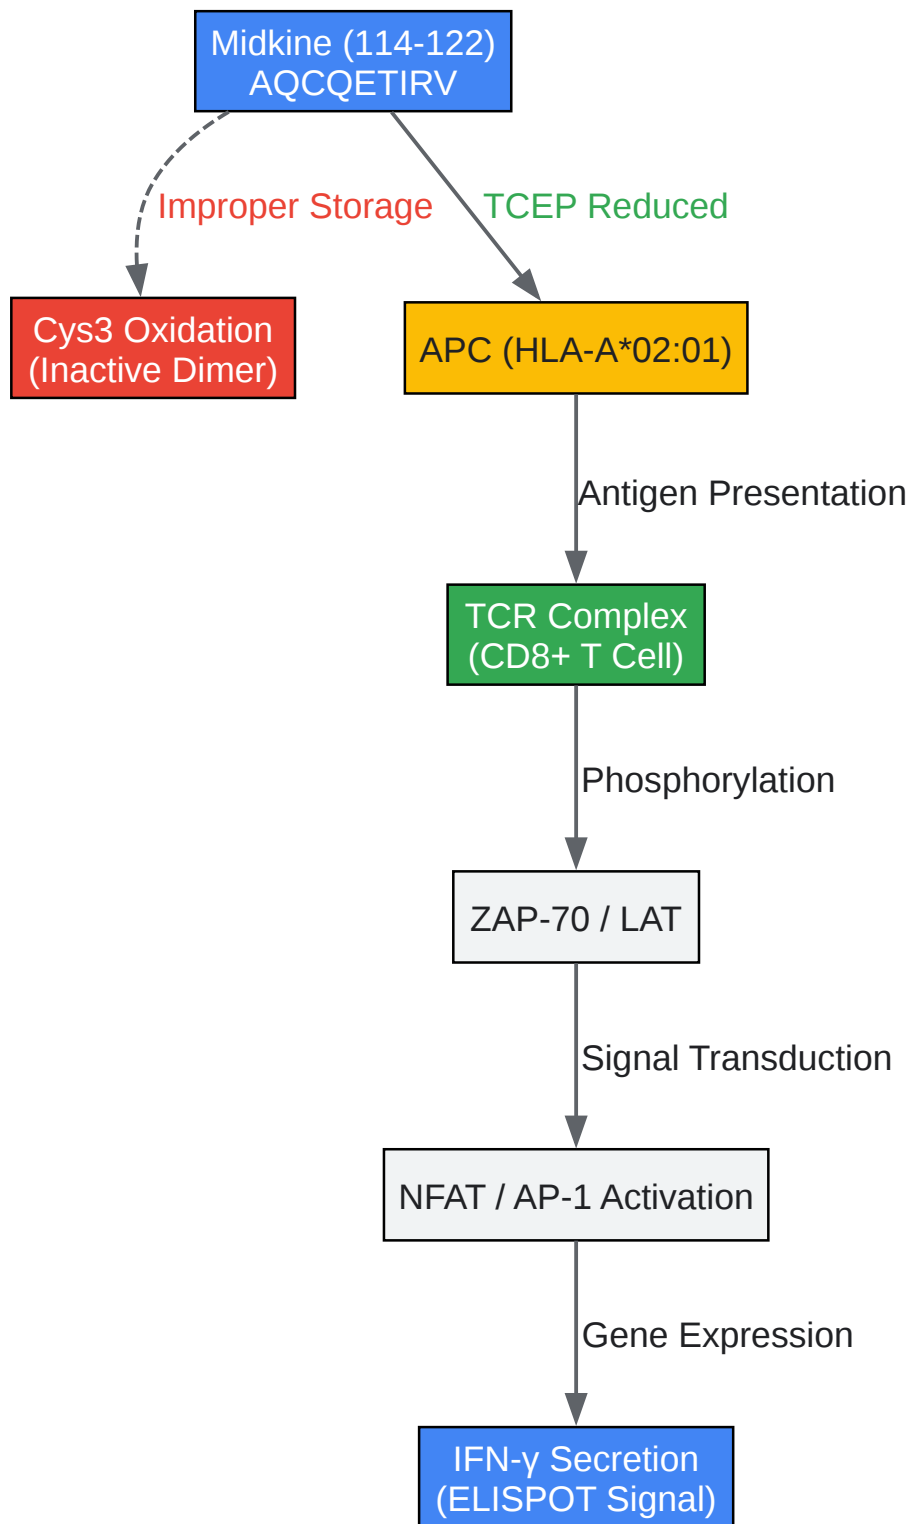 Midkine (114-122)
AQCQETIRV
Improper Storage
TCEP Reduced
Cys3 Oxidation
(Inactive Dimer)
APC (HLA-A*02:01)
Antigen Presentation
TCR Complex
(CD8+ T Cell)
Phosphorylation
ZAP-70 / LAT
Signal Transduction
NFAT / AP-1 Activation
Gene Expression
IFN-γ Secretion
(ELISPOT Signal)